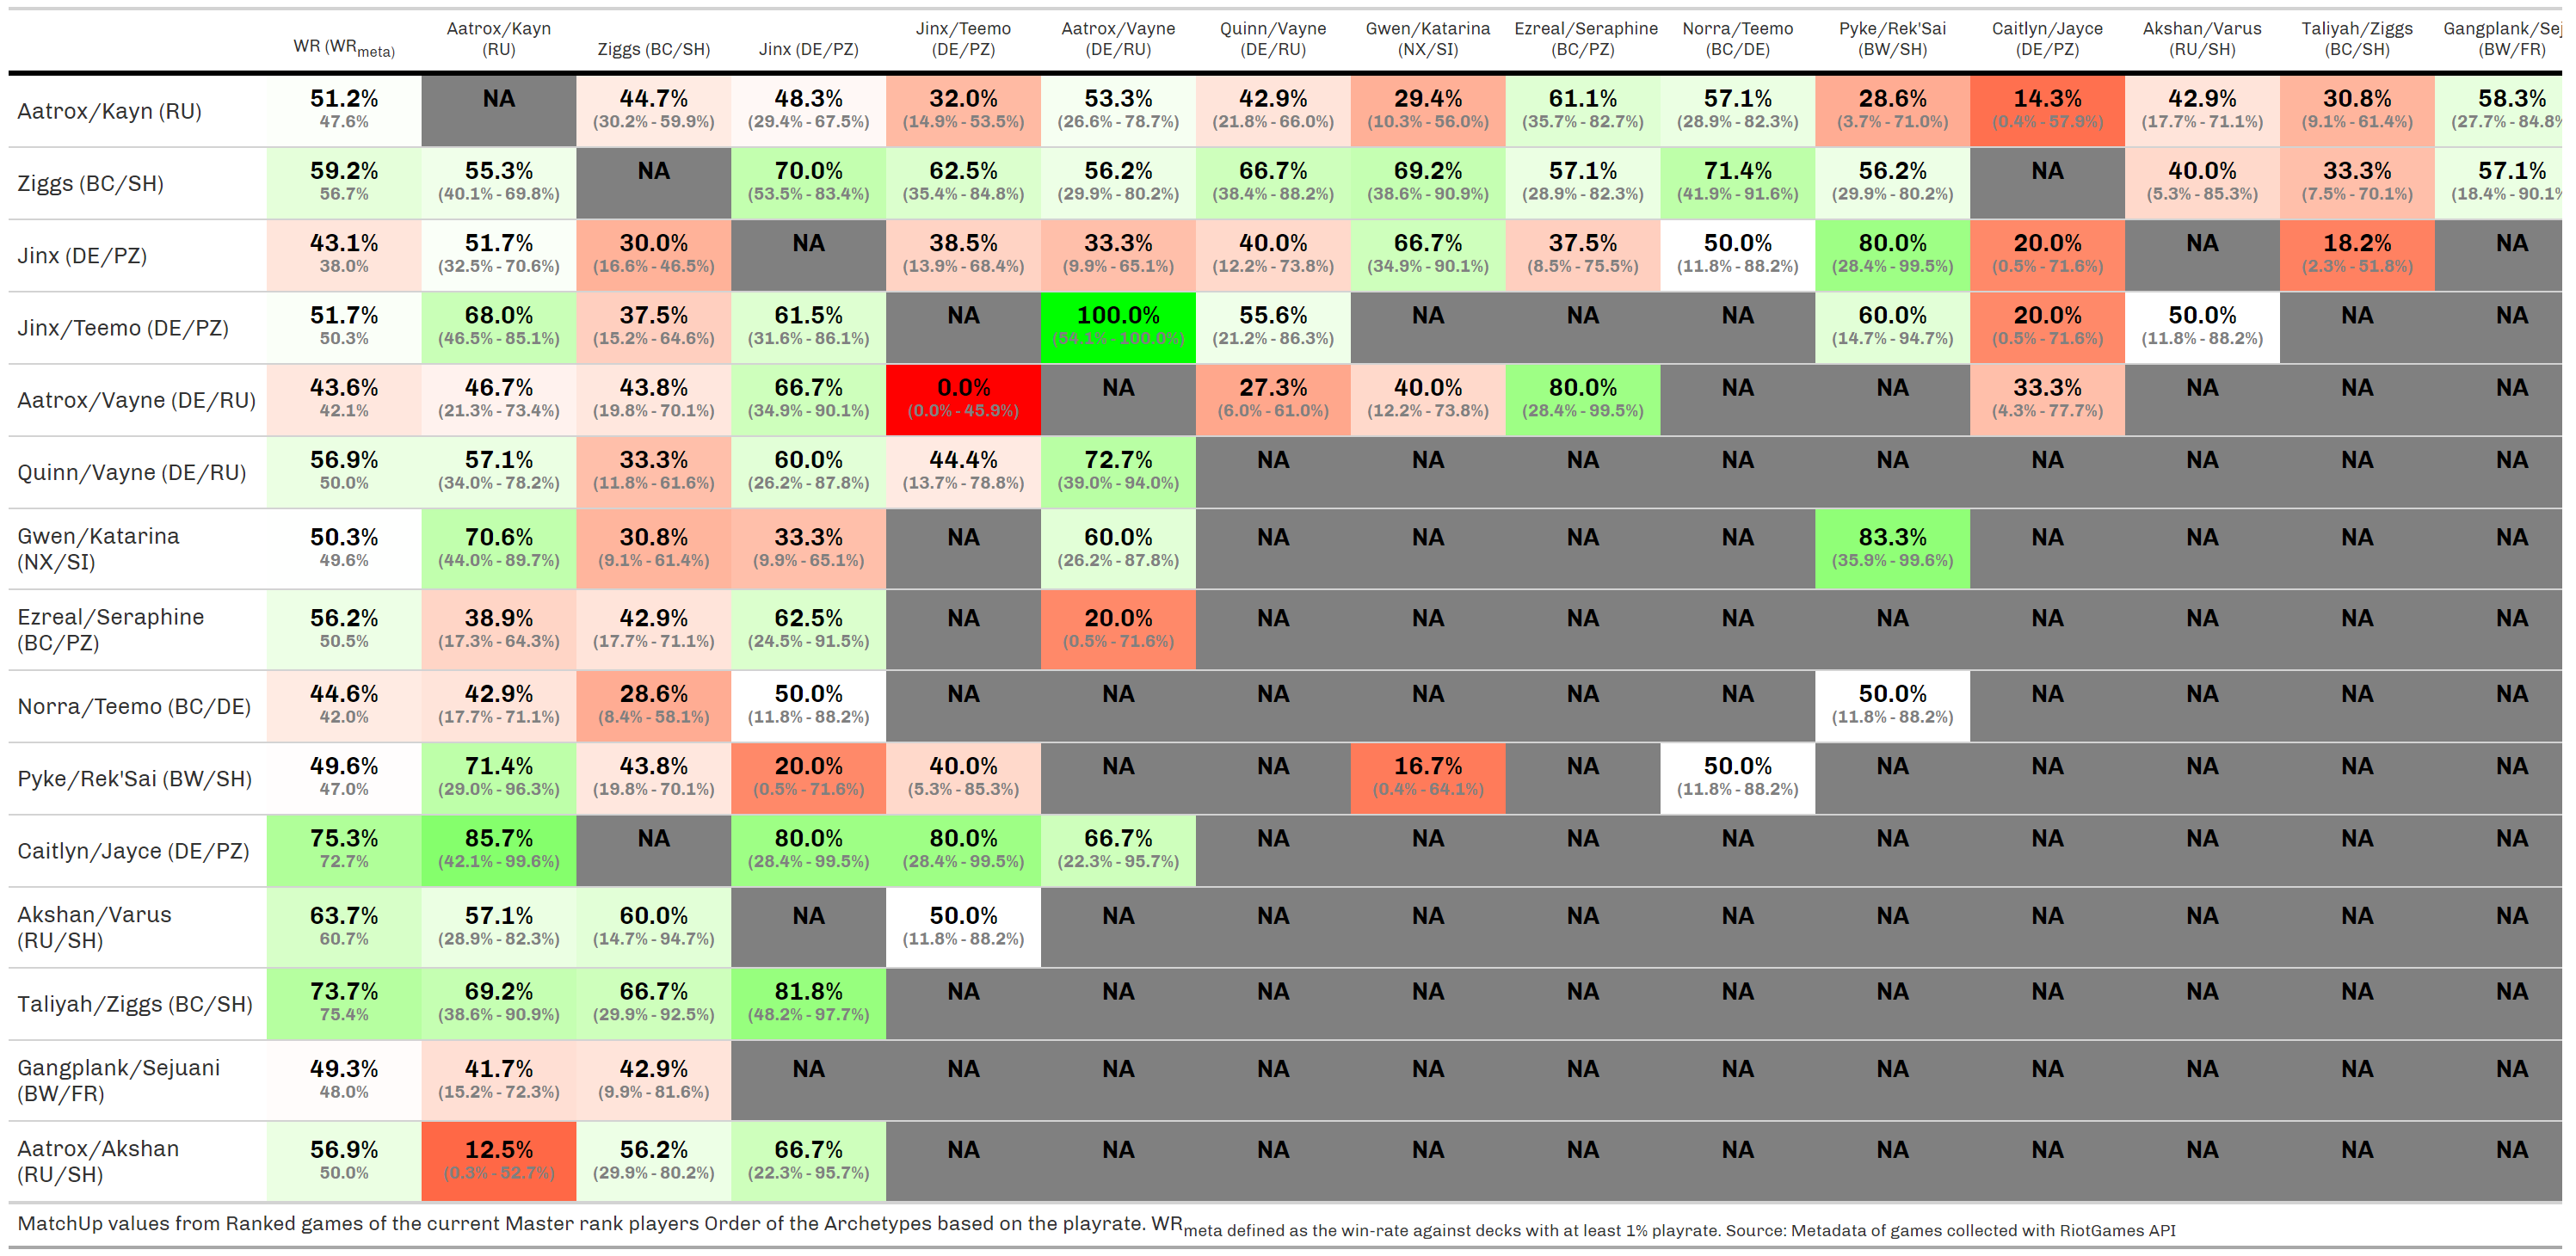 WR (WRmeta) Aatrox/Kayn (RU) Ziggs (BC/SH) Jinx (DE/PZ) Jinx/Teemo (DE/PZ) Aatrox/Vayne (DE/RU) Quinn/Vayne (DE/RU) Gwen/Katarina (NX/SI) Ezreal/Seraphine (BC/PZ) Norra/Teemo (BC/DE) Pyke/Rek'Sai (BW/SH) Caitlyn/Jayce (DE/PZ) Akshan/Varus (RU/SH) Taliyah/Ziggs (BC/SH) Gangplank/Sej (BW/FR)
Aatrox/Kayn (RU) 51.2% NA 44.7% 48.3% 32.0% 53.3% 42.9% 29.4% 61.1% 57.1% 28.6% 14.3% 42.9% 30.8% 58.3%
47.6% (30.2% - 59.9%) (29.4% - 67.5%) (14.9% - 53.5%) (26.6% - 78.7%) (21.8% - 66.0%) (10.3% - 56.0%) (35.7% - 82.7%) (28.9% - 82.3%) (3.7% - 71.0%) (0.4% - 57.9%) (17.7% - 71.1%) (9.1% - 61.4%) (27.7% - 84.8%
Ziggs (BC/SH) 59.2% 55.3% NA 70.0% 62.5% 56.2% 66.7% 69.2% 57.1% 71.4% 56.2% NA 40.0% 33.3% 57.1%
56.7% (40.1% - 69.8%) (53.5% - 83.4%) (35.4% - 84.8%) (29.9% - 80.2%) (38.4% - 88.2%) (38.6% - 90.9%) (28.9% - 82.3%) (41.9% - 91.6%) (29.9% - 80.2%) (5.3% - 85.3%) (7.5% - 70.1%) (18.4% - 90.1%
Jinx (DE/PZ) 43.1% 51.7% 30.0% NA 38.5% 33.3% 40.0% 66.7% 37.5% 50.0% 80.0% 20.0% NA 18.2% NA
38.0% (32.5% - 70.6%) (16.6% - 46.5%) (13.9% - 68.4%) (9.9% - 65.1%) (12.2% - 73.8%) (34.9% - 90.1%) (8.5% - 75.5%) (11.8% - 88.2%) (28.4% - 99.5%) (0.5% - 71.6%) (2.3% - 51.8%)
Jinx/Teemo (DE/PZ) 51.7% 68.0% 37.5% 61.5% NA 100.0% 55.6% NA NA NA 60.0% 20.0% 50.0% NA NA
50.3% (46.5% - 85.1%) (15.2% - 64.6%) (31.6% - 86.1%) (54.1% - 100.0%) (21.2% - 86.3%) (14.7% - 94.7%) (0.5% - 71.6%) (11.8% - 88.2%)
Aatrox/Vayne (DE/RU) 43.6% 46.7% 43.8% 66.7% 0.0% NA 27.3% 40.0% 80.0% NA NA 33.3% NA NA NA
42.1% (21.3% - 73.4%) (19.8% - 70.1%) (34.9% - 90.1%) (0.0% - 45.9%) (6.0% - 61.0%) (12.2% - 73.8%) (28.4% - 99.5%) (4.3% - 77.7%)
Quinn/Vayne (DE/RU) 56.9% 57.1% 33.3% 60.0% 44.4% 72.7% NA NA NA NA NA NA NA NA NA
50.0% (34.0% - 78.2%) (11.8% - 61.6%) (26.2% - 87.8%) (13.7% - 78.8%) (39.0% - 94.0%)
Gwen/Katarina (NX/SI) 50.3% 70.6% 30.8% 33.3% NA 60.0% NA NA NA NA 83.3% NA NA NA NA
49.6% (44.0% - 89.7%) (9.1% - 61.4%) (9.9% - 65.1%) (26.2% - 87.8%) (35.9% - 99.6%)
Ezreal/Seraphine (BC/PZ) 56.2% 38.9% 42.9% 62.5% NA 20.0% NA NA NA NA NA NA NA NA NA
50.5% (17.3% - 64.3%) (17.7% - 71.1%) (24.5% - 91.5%) (0.5% - 71.6%)
Norra/Teemo (BC/DE) 44.6% 42.9% 28.6% 50.0% NA NA NA NA NA NA 50.0% NA NA NA NA
42.0% (17.7% - 71.1%) (8.4% - 58.1%) (11.8% - 88.2%) (11.8% - 88.2%)
Pyke/Rek'Sai (BW/SH) 49.6% 71.4% 43.8% 20.0% 40.0% NA NA 16.7% NA 50.0% NA NA NA NA NA
47.0% (29.0% - 96.3%) (19.8% - 70.1%) (0.5% - 71.6%) (5.3% - 85.3%) (0.4% - 64.1%) (11.8% - 88.2%)
Caitlyn/Jayce (DE/PZ) 75.3% 85.7% NA 80.0% 80.0% 66.7% NA NA NA NA NA NA NA NA NA
72.7% (42.1% - 99.6%) (28.4% - 99.5%) (28.4% - 99.5%) (22.3% - 95.7%)
Akshan/Varus (RU/SH) 63.7% 57.1% 60.0% NA 50.0% NA NA NA NA NA NA NA NA NA NA
60.7% (28.9% - 82.3%) (14.7% - 94.7%) (11.8% - 88.2%)
Taliyah/Ziggs (BC/SH) 73.7% 69.2% 66.7% 81.8% NA NA NA NA NA NA NA NA NA NA NA
75.4% (38.6% - 90.9%) (29.9% - 92.5%) (48.2% - 97.7%)
Gangplank/Sejuani (BW/FR) 49.3% 41.7% 42.9% NA NA NA NA NA NA NA NA NA NA NA NA
48.0% (15.2% - 72.3%) (9.9% - 81.6%)
Aatrox/Akshan (RU/SH) 56.9% 12.5% 56.2% 66.7% NA NA NA NA NA NA NA NA NA NA NA
50.0% (0.3% - 52.7%) (29.9% - 80.2%) (22.3% - 95.7%)
MatchUp values from Ranked games of the current Master rank players Order of the Archetypes based on the playrate. WRmeta defined as the win-rate against decks with at least 1% playrate. Source: Metadata of games collected with RiotGames API